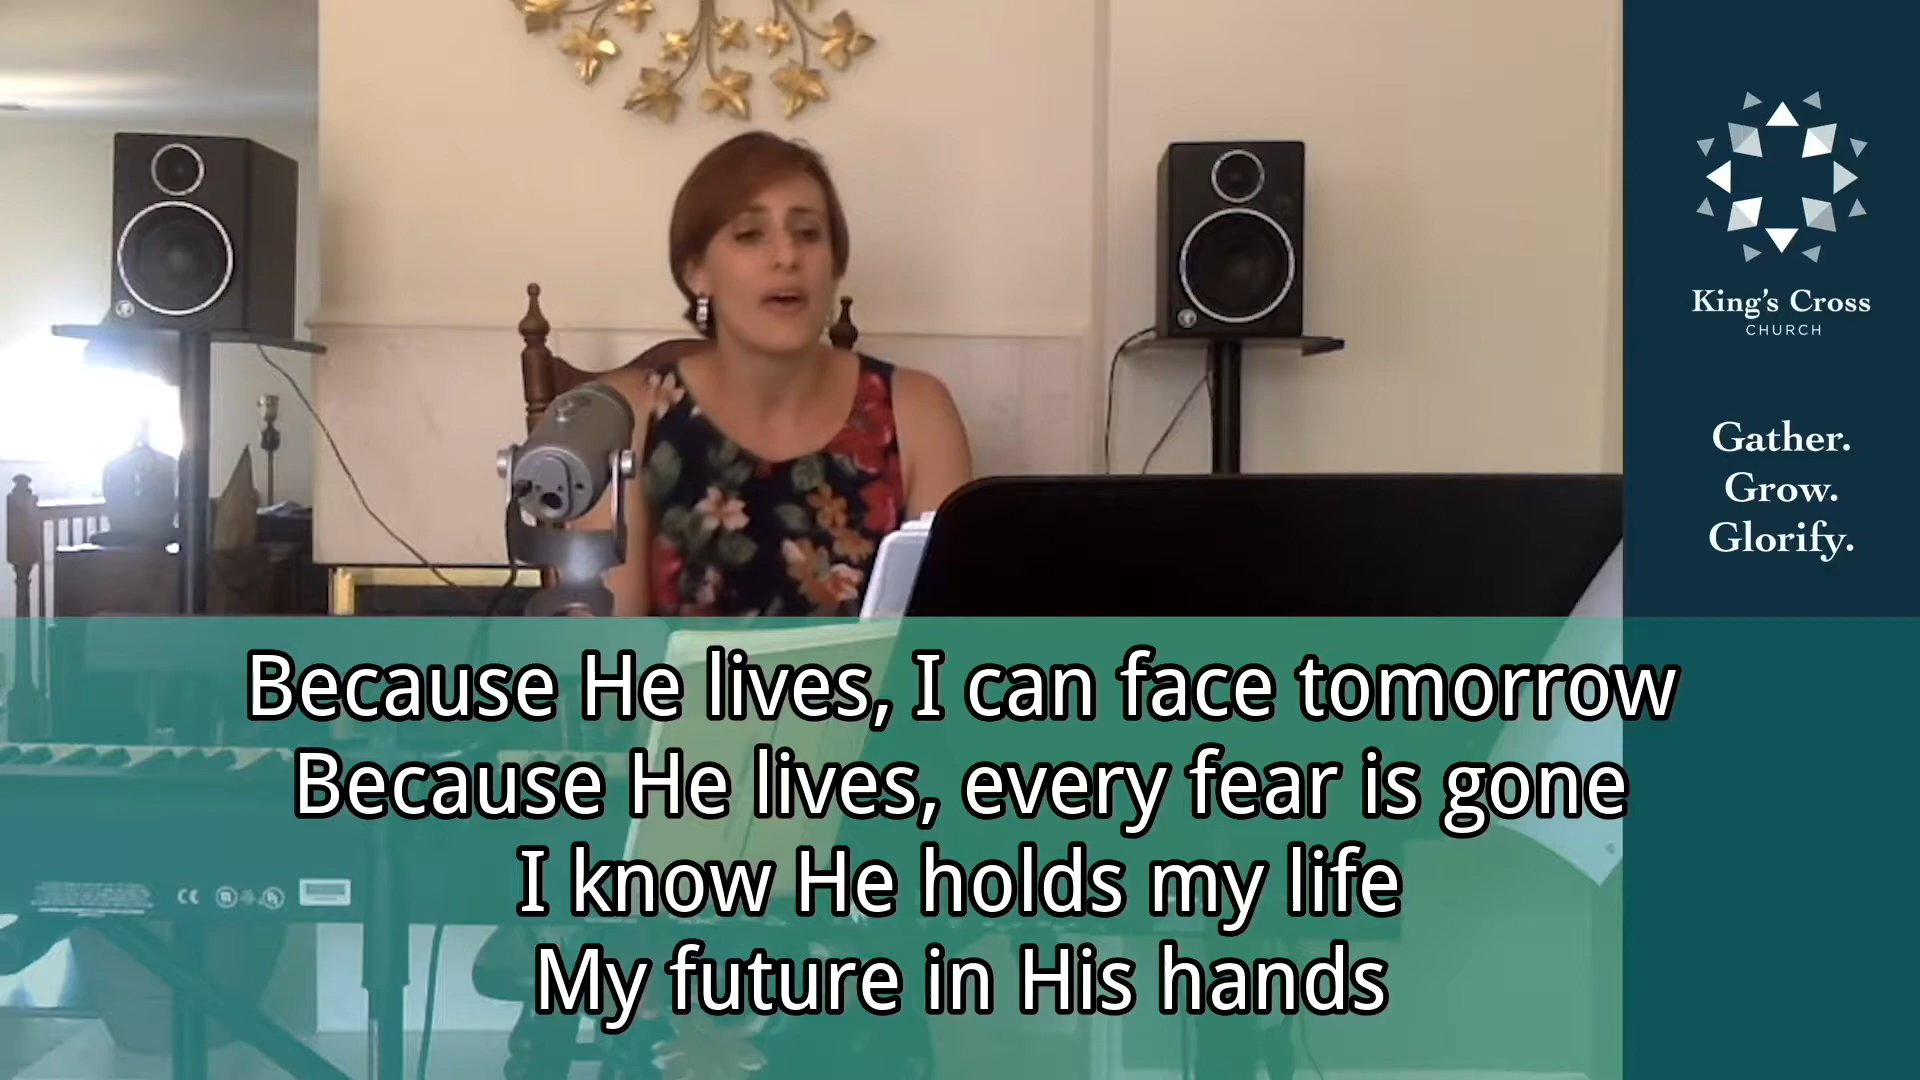 King's Cross
CHURCH
Gather.
Grow.
Glorify.
Because He lives, I can face tomorrow
Because He lives, every fear is gone
I know He holds my life
My future in His hands